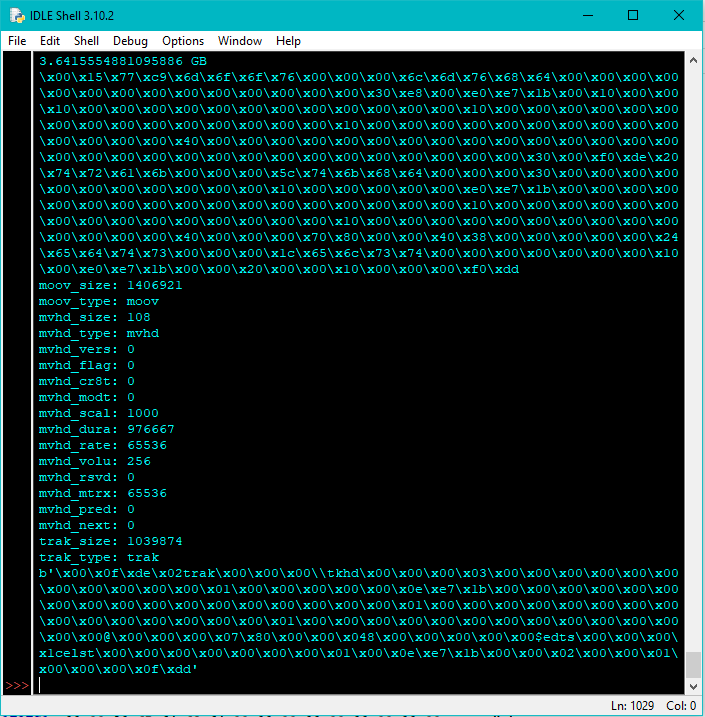 IDLE Shell 3.10.2
File Edit Shell Debug Options Window Help
3.6415554881095886 GB
\x00\x15\x77\xc9\x6d\x6f\x6f\x76\x00\x00\x00\x6c\x6d\x76\x68\x64\x00\x00\x00\x00
\x00\x00\x00\x00\x00\x00\x00\x00\x00\x00\x30\xe8\x00\xe0\xe7\x1b\x00\x10\x00\x00
\x10\x00\x00\x00\x00\x00\x00\x00\x00\x00\x00\x00\x00\x10\x00\x00\x00\x00\x00\x00
\x00\x00\x00\x00\x00\x00\x00\x00\x00\x10\x00\x00\x00\x00\x00\x00\x00\x00\x00\x00
\x00\x00\x00\x00\x40\x00\x00\x00\x00\x00\x00\x00\x00\x00\x00\x00\x00\x00\x00\x00
\x00\x00\x00\x00\x00\x00\x00\x00\x00\x00\x00\x00\x00\x00\x00\x30\x00\xf0\xde\x20
\x74\x72\x61\x6b\x00\x00\x00\x5c\x74\x6b\x68\x64\x00\x00\x00\x30\x00\x00\x00\x00
\x00\x00\x00\x00\x00\x00\x00\x10\x00\x00\x00\x00\x00\xe0\xe7\x1b\x00\x00\x00\x00
\x00\x00\x00\x00\x00\x00\x00\x00\x00\x00\x00\x00\x00\x10\x00\x00\x00\x00\x00\x00
\x00\x00\x00\x00\x00\x00\x00\x00\x00\x10\x00\x00\x00\x00\x00\x00\x00\x00\x00\x00
\x00\x00\x00\x00\x40\x00\x00\x00\x70\x80\x00\x00\x40\x38\x00\x00\x00\x00\x00\x24
\x65\x64\x74\x73\x00\x00\x00\x1c\x65\x6c\x73\x74\x00\x00\x00\x00\x00\x00\x00\x10
\x00\xe0\xe7\x1b\x00\x00\x20\x00\x00\x10\x00\x00\x00\xf0\xdd
moov_size: 1406921
moov_type: moov
mvhd_size: 108
mvhd_type: mvhd
mvhd_vers: 0
mvhd_flag: 0
mvhd_cr8t: 0
mvhd_modt: 0
mvhd_scal: 1000
mvhd_dura: 976667
mvhd_rate: 65536
mvhd_volu: 256
mvhd_rsvd: 0
mvhd_mtrx: 65536
mvhd_pred: 0
mvhd_next: 0
trak_size: 1039874
trak_type: trak
b'\x00\x0f\xde\x02trak\x00\x00\x00\\tkhd\x00\x00\x00\x03\x00\x00\x00\x00\x00\x00
\x00\x00\x00\x00\x00\x01\x00\x00\x00\x00\x00\x0e\xe7\x1b\x00\x00\x00\x00\x00\x00
\x00\x00\x00\x00\x00\x00\x00\x00\x00\x00\x00\x01\x00\x00\x00\x00\x00\x00\x00\x00
\x00\x00\x00\x00\x00\x00\x00\x01\x00\x00\x00\x00\x00\x00\x00\x00\x00\x00\x00\x00
\x00\x00@\x00\x00\x00\x07\x80\x00\x00\x048\x00\x00\x00\x00\x00$edts\x00\x00\x00\
x1celst\x00\x00\x00\x00\x00\x00\x00\x01\x00\x0e\xe7\x1b\x00\x00\x02\x00\x00\x01\
x00\x00\x00\x0f\xdd'
>>>
Ln: 1029 Col: 0